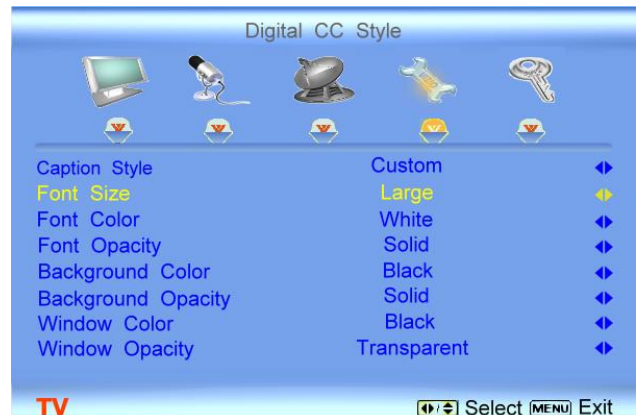 Digital CC Style
Caption Style Custom
Font Size Large
Font Color White
Font Opacity Solid
Background Color Black
Background Opacity Solid
Window Color Black
Window Opacity Transparent
TV Select MENU Exit